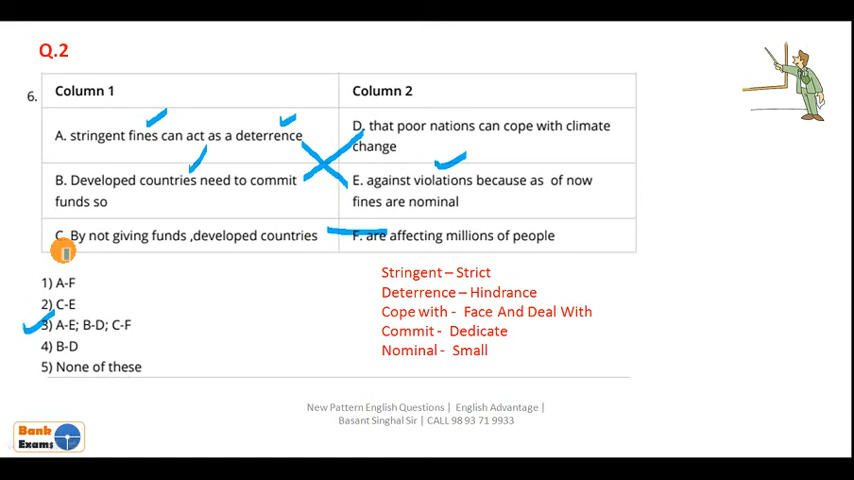 Q.2
6.
Column 1
Column 2
A. stringent fines can act as a deterrence
D. that poor nations can cope with climate
change
B. Developed countries need to commit
funds so
E. against violations because as of now
fines are nominal
C. By not giving funds ,developed countries
F. are affecting millions of people
1) A-F
2) C-E
3) A-E; B-D; C-F
4) B-D
5) None of these
Stringent – Strict
Deterrence – Hindrance
Cope with - Face And Deal With
Commit - Dedicate
Nominal - Small
New Pattern English Questions | English Advantage |
Basant Singhal Sir | CALL 98 93 71 9933
Bank
Exams